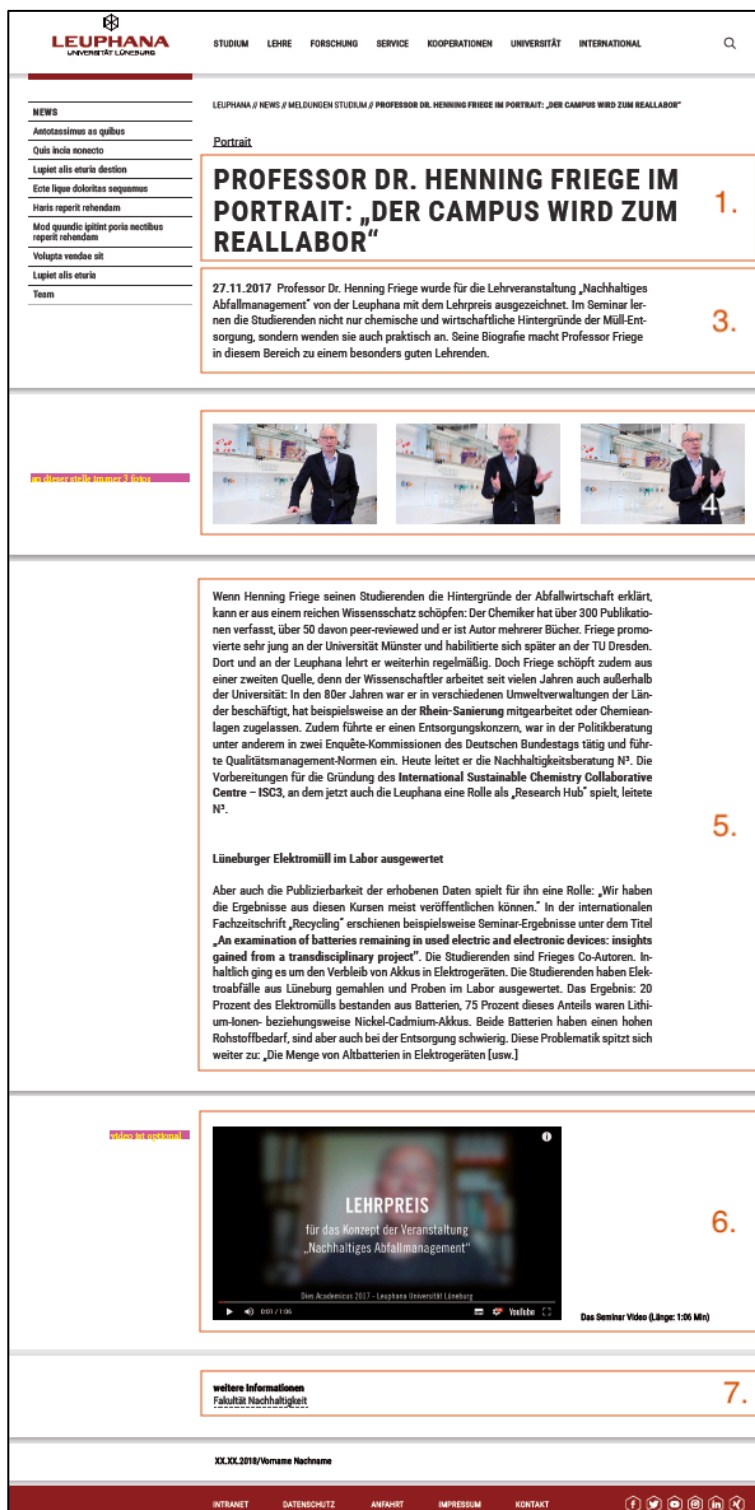 LEUPHANA
UNIVERSITÄT LÜNEBURG
STUDIUM LEHRE FORSCHUNG SERVICE KOOPERATIONEN UNIVERSITÄT INTERNATIONAL
LEUPHANA // NEWS // MELDUNGEN STUDIUM // PROFESSOR DR. HENNING FRIEGE IM PORTRAIT: „DER CAMPUS WIRD ZUM REALLABOR“
NEWS
Antotassimus as quibus
Quis incia nonecto
Lupiet alis eturia destion
Ecte lique doloritas sequamus
Haris reperit rehendam
Mod quundic ipitint poria nectibus
reperit rehendam
Volupta vendae sit
Lupiet alis eturia
Team
Portrait
PROFESSOR DR. HENNING FRIEGE IM
PORTRAIT: „DER CAMPUS WIRD ZUM
REALLABOR“
1.
27.11.2017 Professor Dr. Henning Friege wurde für die Lehrveranstaltung „Nachhaltiges
Abfallmanagement“ von der Leuphana mit dem Lehrpreis ausgezeichnet. Im Seminar ler-
nen die Studierenden nicht nur chemische und wirtschaftliche Hintergründe der Müll-Ent-
sorgung, sondern wenden sie auch praktisch an. Seine Biografie macht Professor Friege
in diesem Bereich zu einem besonders guten Lehrenden.
3.
an dieser stelle immer 3 fotos
4.
Wenn Henning Friege seinen Studierenden die Hintergründe der Abfallwirtschaft erklärt,
kann er aus einem reichen Wissensschatz schöpfen: Der Chemiker hat über 300 Publikatio-
nen verfasst, über 50 davon peer-reviewed und er ist Autor mehrerer Bücher. Friege promo-
vierte sehr jung an der Universität Münster und habilitierte sich später an der TU Dresden.
Dort und an der Leuphana lehrt er weiterhin regelmäßig. Doch Friege schöpft zudem aus
einer zweiten Quelle, denn der Wissenschaftler arbeitet seit vielen Jahren auch außerhalb
der Universität: In den 80er Jahren war er in verschiedenen Umweltverwaltungen der Län-
der beschäftigt, hat beispielsweise an der Rhein-Sanierung mitgearbeitet oder Chemiean-
lagen zugelassen. Zudem führte er einen Entsorgungskonzern, war in der Politikberatung
unter anderem in zwei Enquête-Kommissionen des Deutschen Bundestags tätig und führ-
te Qualitätsmanagement-Normen ein. Heute leitet er die Nachhaltigkeitsberatung N³. Die
Vorbereitungen für die Gründung des International Sustainable Chemistry Collaborative
Centre – ISC3, an dem jetzt auch die Leuphana eine Rolle als „Research Hub“ spielt, leitete
N³.
5.
Lüneburger Elektromüll im Labor ausgewertet
Aber auch die Publizierbarkeit der erhobenen Daten spielt für ihn eine Rolle: „Wir haben
die Ergebnisse aus diesen Kursen meist veröffentlichen können.“ In der internationalen
Fachzeitschrift „Recycling“ erschienen beispielsweise Seminar-Ergebnisse unter dem Titel
„An examination of batteries remaining in used electric and electronic devices: insights
gained from a transdisciplinary project”. Die Studierenden sind Frieges Co-Autoren. In-
haltlich ging es um den Verbleib von Akkus in Elektrogeräten. Die Studierenden haben Elek-
troabfälle aus Lüneburg gemahlen und Proben im Labor ausgewertet. Das Ergebnis: 20
Prozent des Elektromülls bestanden aus Batterien, 75 Prozent dieses Anteils waren Lithi-
um-Ionen- beziehungsweise Nickel-Cadmium-Akkus. Beide Batterien haben einen hohen
Rohstoffbedarf, sind aber auch bei der Entsorgung schwierig. Diese Problematik spitzt sich
weiter zu: „Die Menge von Altbatterien in Elektrogeräten [usw.]
video ist optional
LEHRPREIS
für das Konzept der Veranstaltung
„Nachhaltiges Abfallmanagement“
Dies Academicus 2017 - Leuphana Universität Lüneburg
0:01 / 1:06 YouTube
Das Seminar Video (Länge: 1:06 Min)
6.
weitere Informationen
Fakultät Nachhaltigkeit
7.
XX.XX.2018/Vorname Nachname
INTRANET DATENSCHUTZ ANFAHRT IMPRESSUM KONTAKT